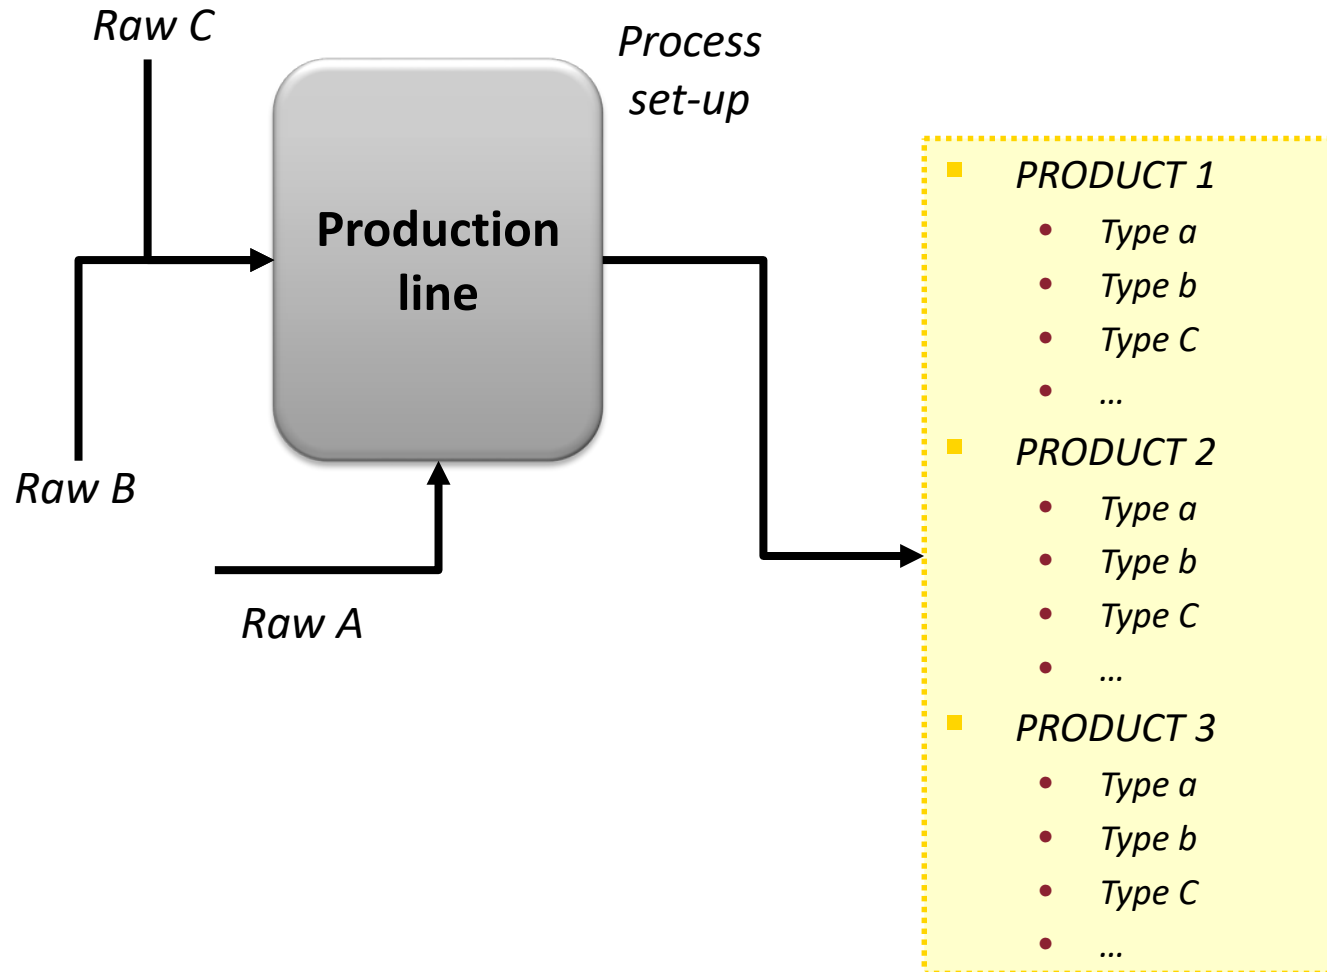 Raw C
Process
set-up
Production
line
Raw B
Raw A
PRODUCT 1
Type a
Type b
Type C
...
PRODUCT 2
Type a
Type b
Type C
...
PRODUCT 3
Type a
Type b
Type C
...